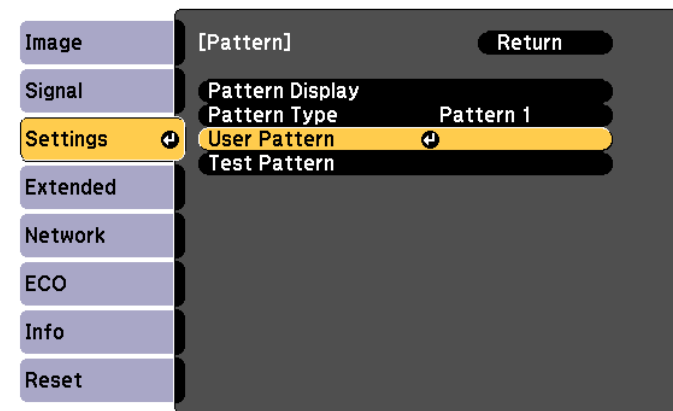 Image
Signal
Settings
Extended
Network
ECO
Info
Reset
[Pattern] Return
Pattern Display
Pattern Type Pattern 1
User Pattern
Test Pattern